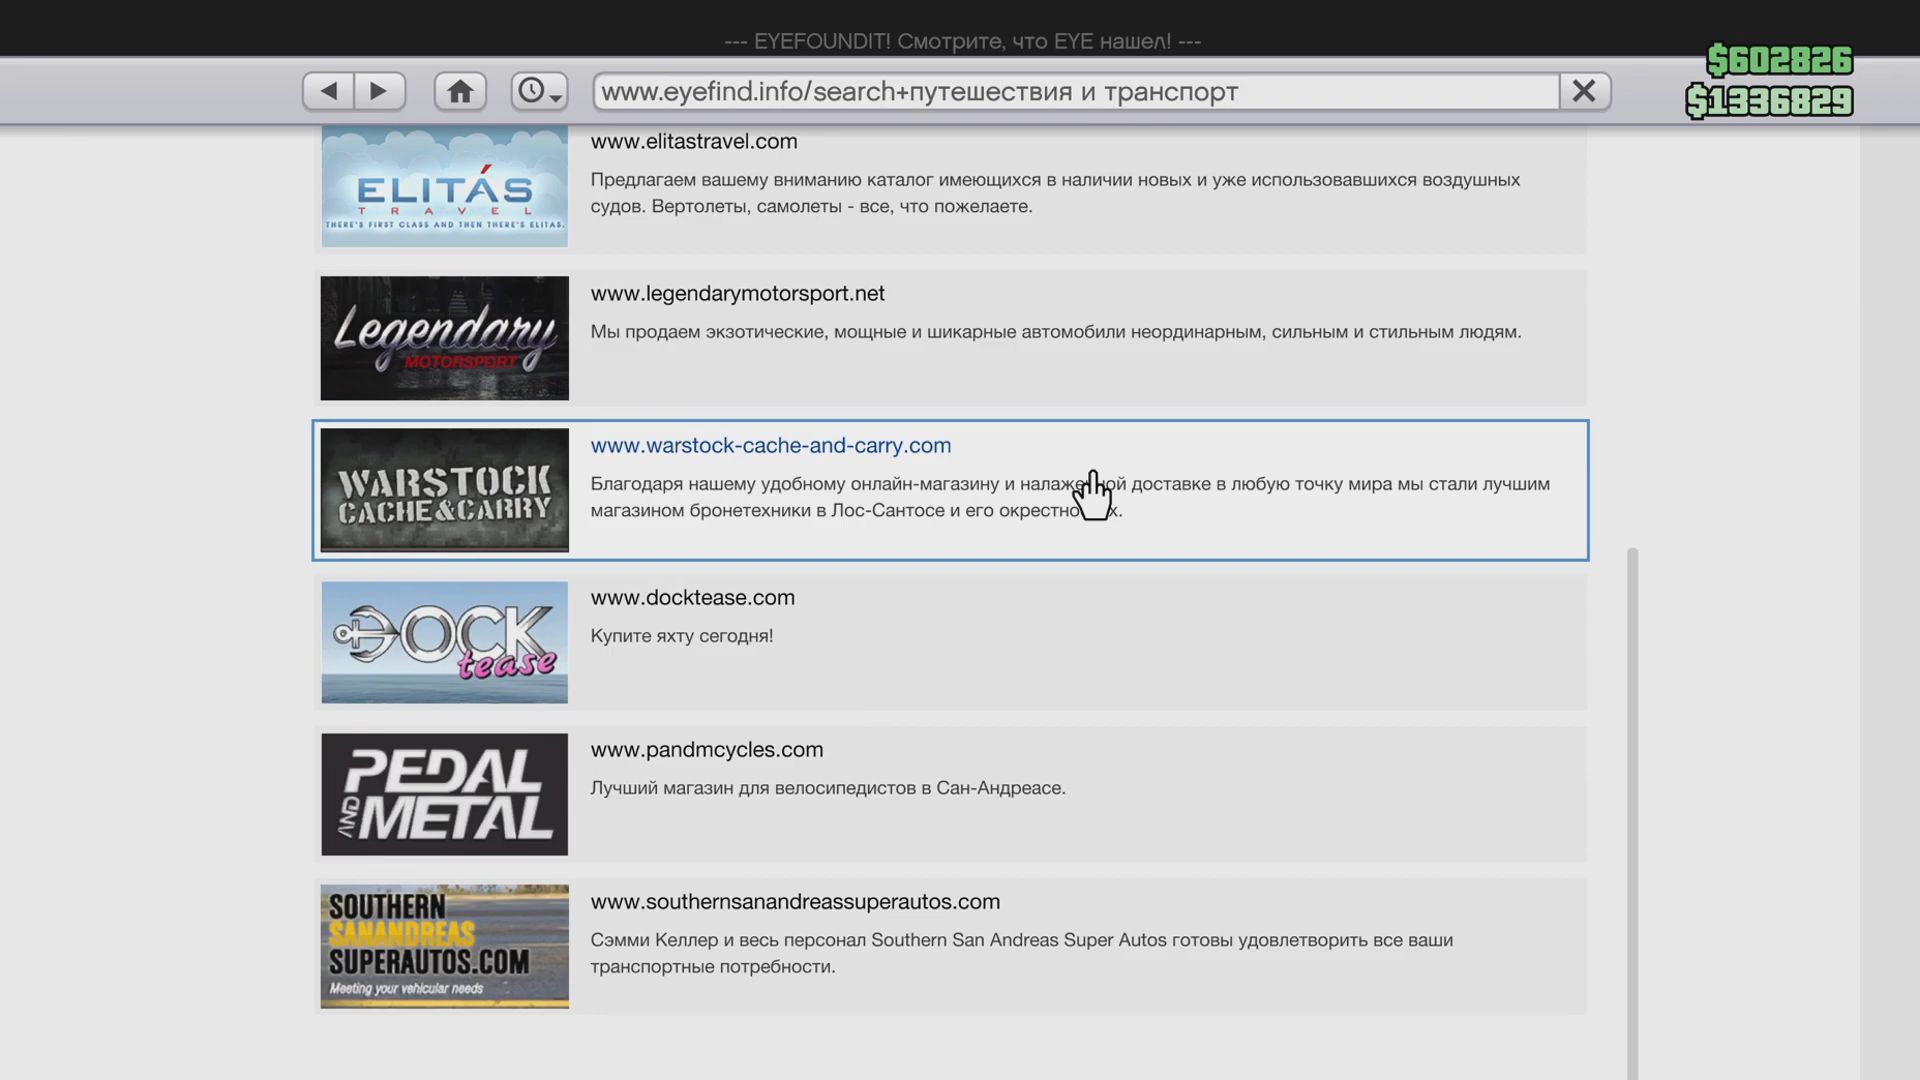 --- EYEFOUNDIT! Смотрите, что EYE нашел! ---
$602826
www.eyefind.info/search+путешествия и транспорт
$1336829
ELITÁS
TRAVEL
THERE'S FIRST CLASS AND THEN THERE'S ELITAS.
www.elitastravel.com
Предлагаем вашему вниманию каталог имеющихся в наличии новых и уже использовавшихся воздушных
судов. Вертолеты, самолеты - все, что пожелаете.
Legendary
MOTORSPORT
www.legendarymotorsport.net
Мы продаем экзотические, мощные и шикарные автомобили неординарным, сильным и стильным людям.
WARSTOCK
CACHE&CARRY
www.warstock-cache-and-carry.com
Благодаря нашему удобному онлайн-магазину и налаженной доставке в любую точку мира мы стали лучшим
магазином бронетехники в Лос-Сантосе и его окрестностях.
DOCK
tease
www.docktease.com
Купите яхту сегодня!
PEDAL
AND METAL
www.pandmcycles.com
Лучший магазин для велосипедистов в Сан-Андреасе.
SOUTHERN
SANANDREAS
SUPERAUTOS.COM
Meeting your vehicular needs
www.southernsanandreassuperautos.com
Сэмми Келлер и весь персонал Southern San Andreas Super Autos готовы удовлетворить все ваши
транспортные потребности.